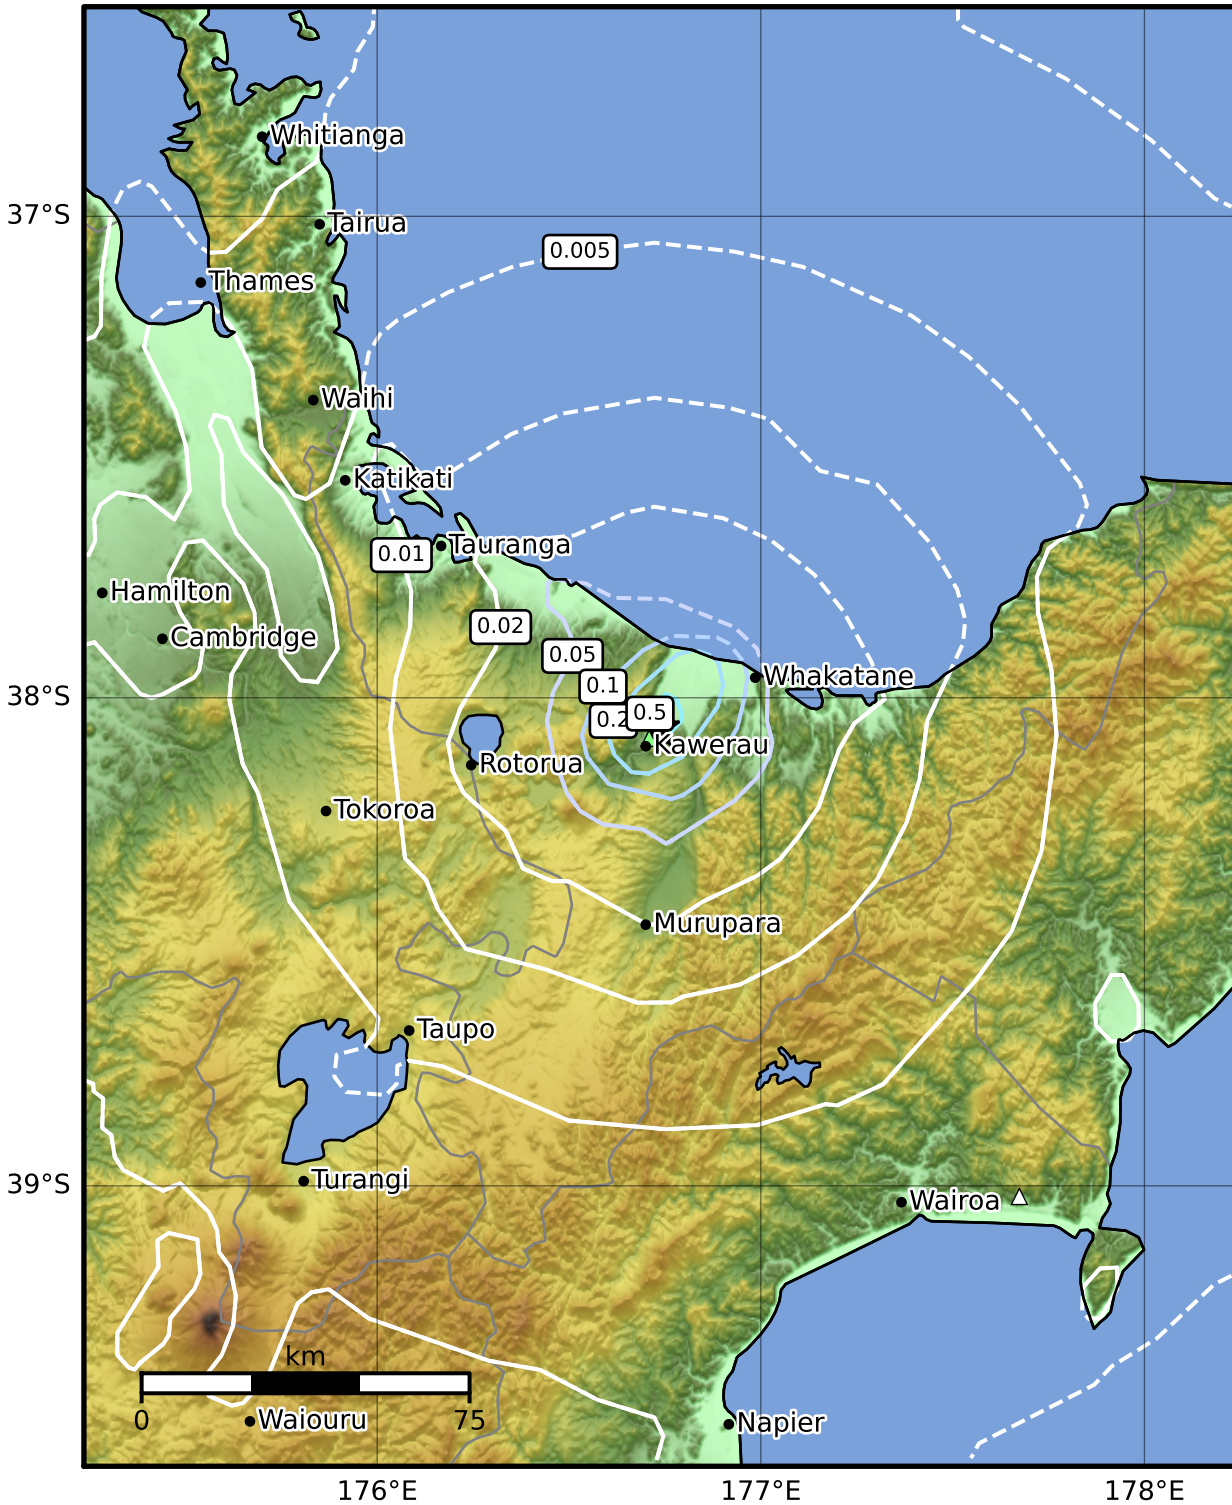 Whitianga
37°S
Tairua
0.005
Thames
Waihi
Katikati
Tauranga
0.01
Hamilton
0.02
Cambridge
0.05
Whakatane
0.1
38°S
0.5
0.2
Kawerau
Rotorua
Tokoroa
Murupara
Taupo
Turangi
39°S
Wairoa
km
0
75
Waiouru
Napier
176°E
177°E
178°E